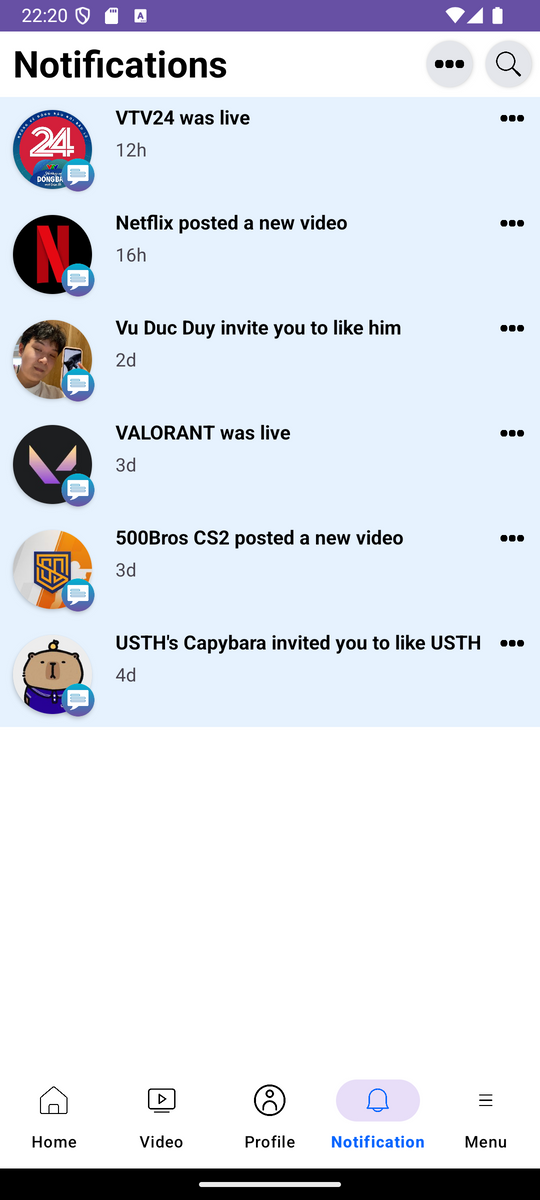 22:20
A
Notifications
VTV24 was live
12h
24
Netflix posted a new video
16h
N
Vu Duc Duy invite you to like him
2d
VALORANT was live
3d
500Bros CS2 posted a new video
3d
USTH's Capybara invited you to like USTH
4d
Home
Video
Profile
Notification
Menu